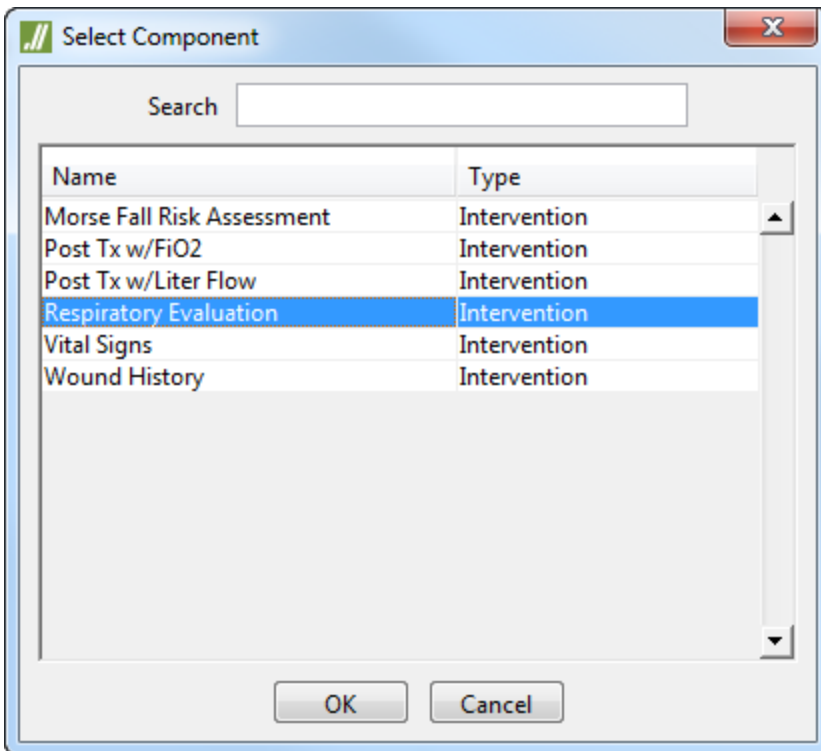 Select Component
Search
Name Type
Morse Fall Risk Assessment Intervention
Post Tx w/FiO2 Intervention
Post Tx w/Liter Flow Intervention
Respiratory Evaluation Intervention
Vital Signs Intervention
Wound History Intervention
OK Cancel